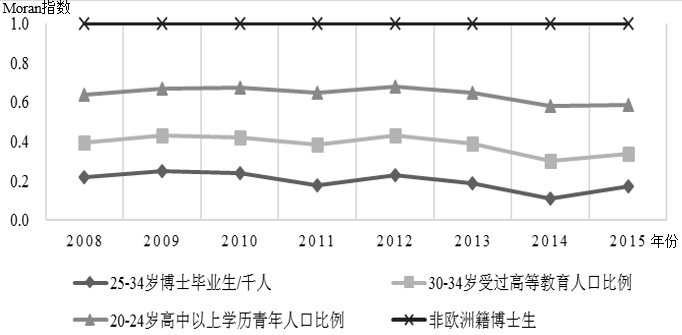 Moran指数
1.0
0.8
0.6
0.4
0.2
0.0
2008 2009 2010 2011 2012 2013 2014 2015 年份
25-34岁博士毕业生/千人 30-34岁受过高等教育人口比例
20-24岁高中以上学历青年人口比例 非欧洲籍博士生